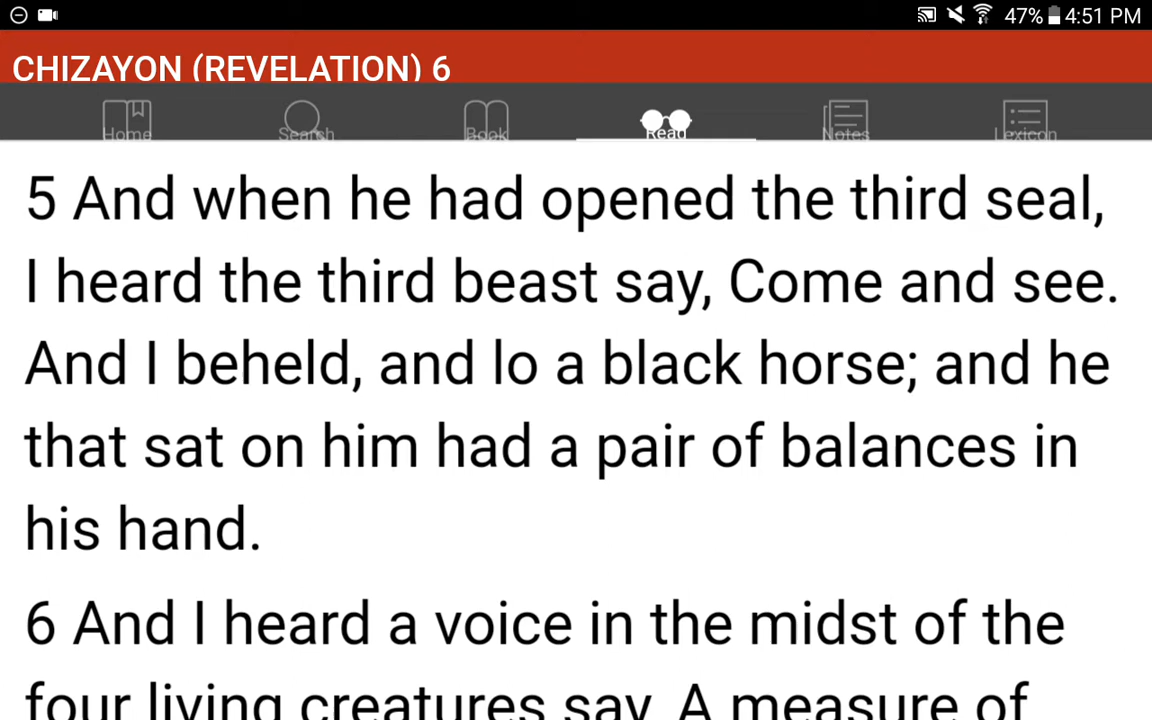 47% 4:51 PM
CHIZAYON (REVELATION) 6
Home Search Book Read Notes Lexicon
5 And when he had opened the third seal,
I heard the third beast say, Come and see.
And I beheld, and lo a black horse; and he
that sat on him had a pair of balances in
his hand.
6 And I heard a voice in the midst of the
four living creatures say, A measure of